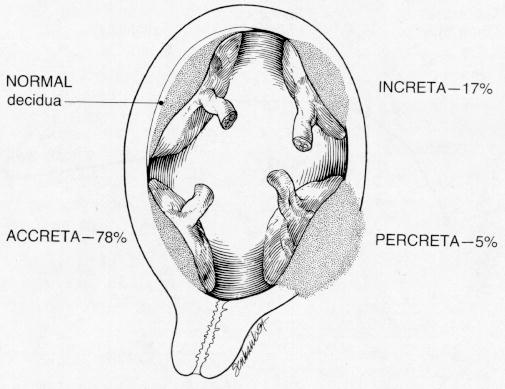 NORMAL
decidua
INCRETA—17%
ACCRETA—78%
PERCRETA—5%